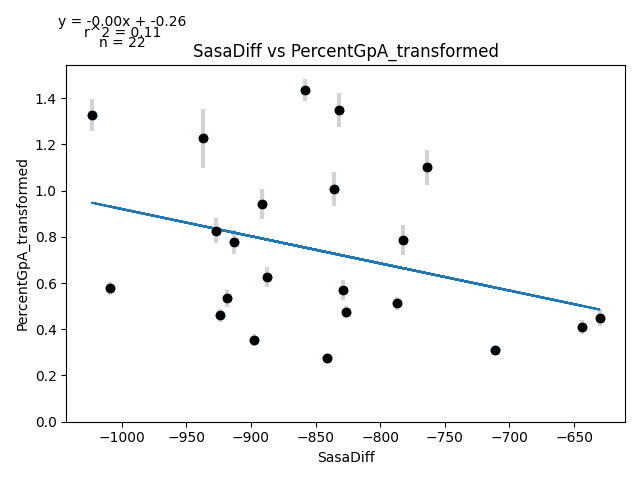 y = -0.00x + -0.26
r^2 = 0.11
n = 22
SasaDiff vs PercentGpA_transformed
PercentGpA_transformed
1.4
1.2
1.0
0.8
0.6
0.4
0.2
0.0
−1000 −950 −900 −850 −800 −750 −700 −650
SasaDiff